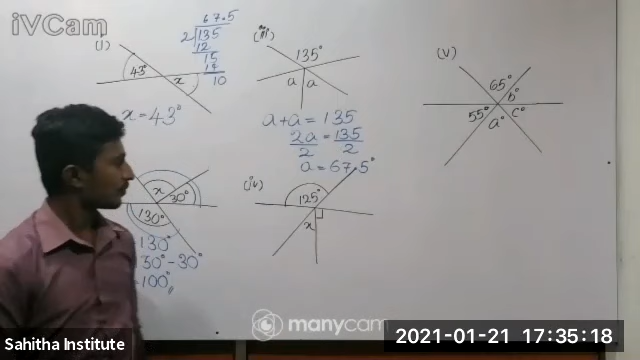 iVCam
(i)
43°
x
x = 43°
67.5
2 135
12
15
14
10
x
30°
130°
130°
30° - 30°
100°
(iii)
135°
a a
a + a = 135
2a = 135
2 2
a = 67.5°
(iv)
125°
x
(v)
65°
b°
55°
c°
a°
manycam
Sahitha Institute
2021-01-21 17:35:18